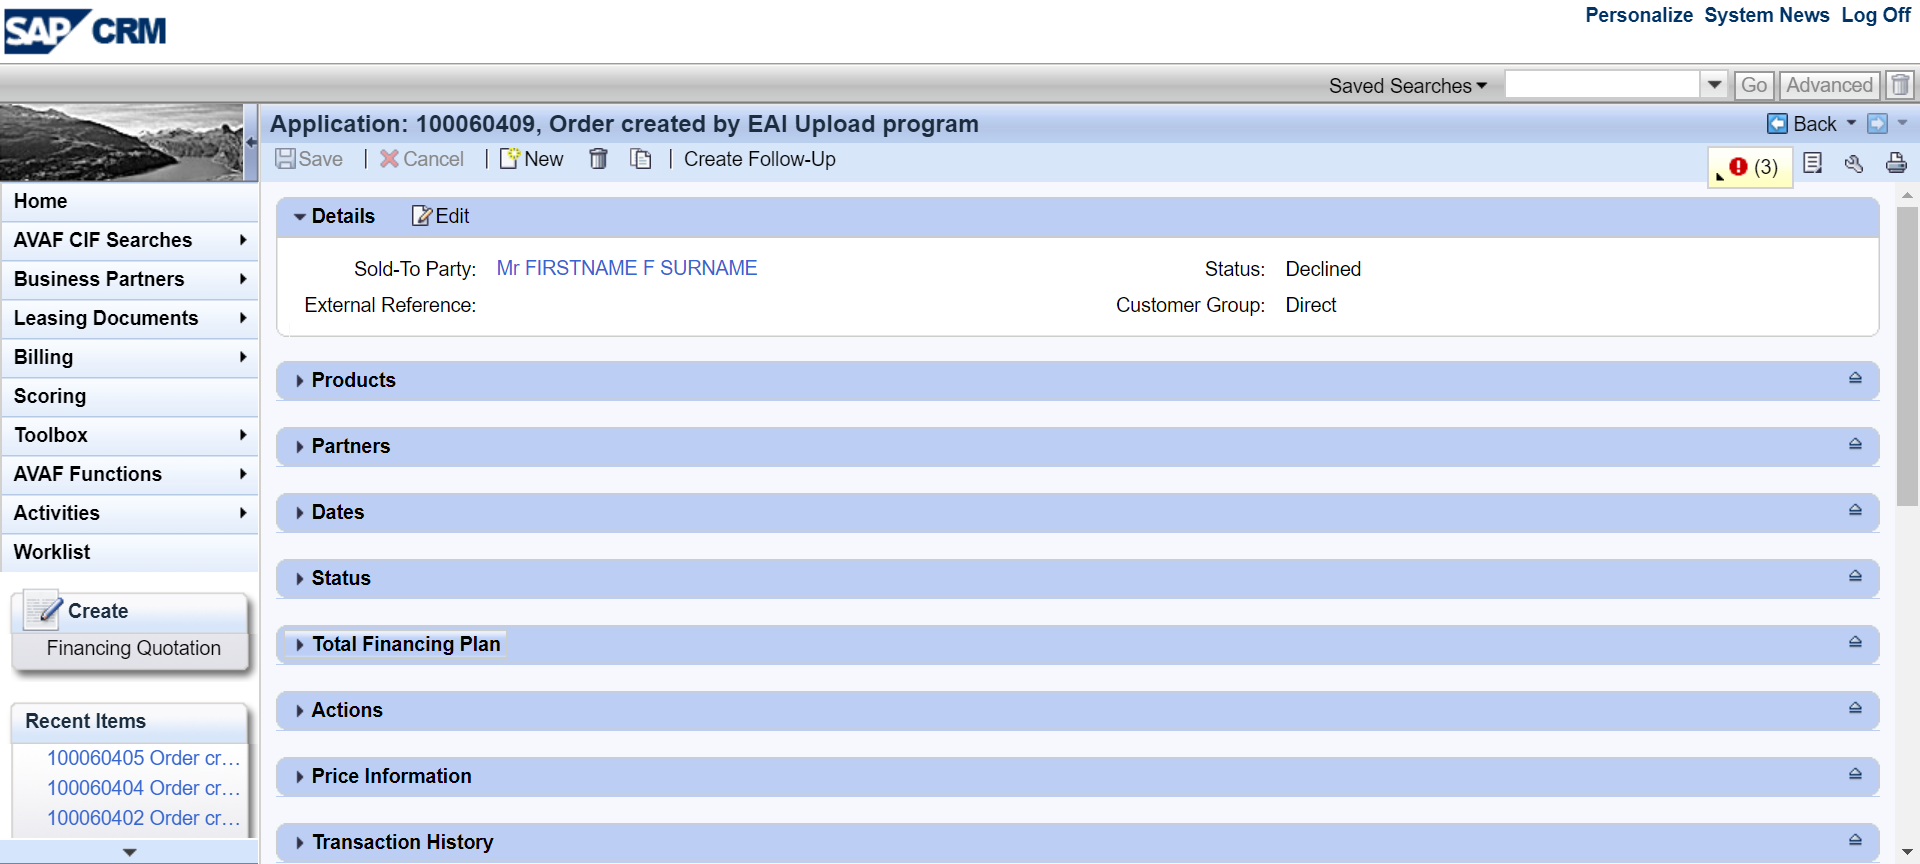 SAP CRM
Personalize System News Log Off
Saved Searches Go Advanced
Application: 100060409, Order created by EAI Upload program
Back
Save Cancel New Create Follow-Up
(3)
Home
AVAF CIF Searches
Business Partners
Leasing Documents
Billing
Scoring
Toolbox
AVAF Functions
Activities
Worklist
Create
Financing Quotation
Recent Items
100060405 Order cr...
100060404 Order cr...
100060402 Order cr...
Details Edit
Sold-To Party: Mr FIRSTNAME F SURNAME
Status: Declined
External Reference:
Customer Group: Direct
Products
Partners
Dates
Status
Total Financing Plan
Actions
Price Information
Transaction History